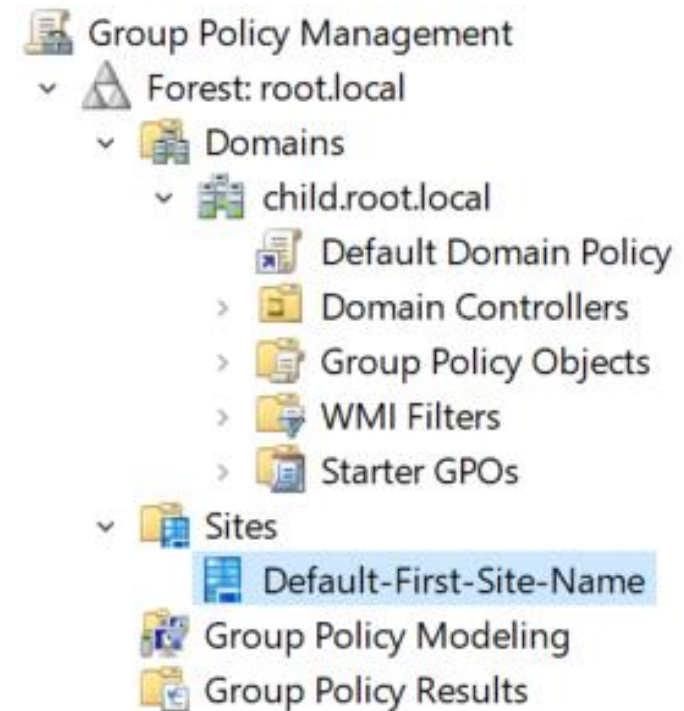 Group Policy Management
Forest: root.local
Domains
child.root.local
Default Domain Policy
Domain Controllers
Group Policy Objects
WMI Filters
Starter GPOs
Sites
Default-First-Site-Name
Group Policy Modeling
Group Policy Results